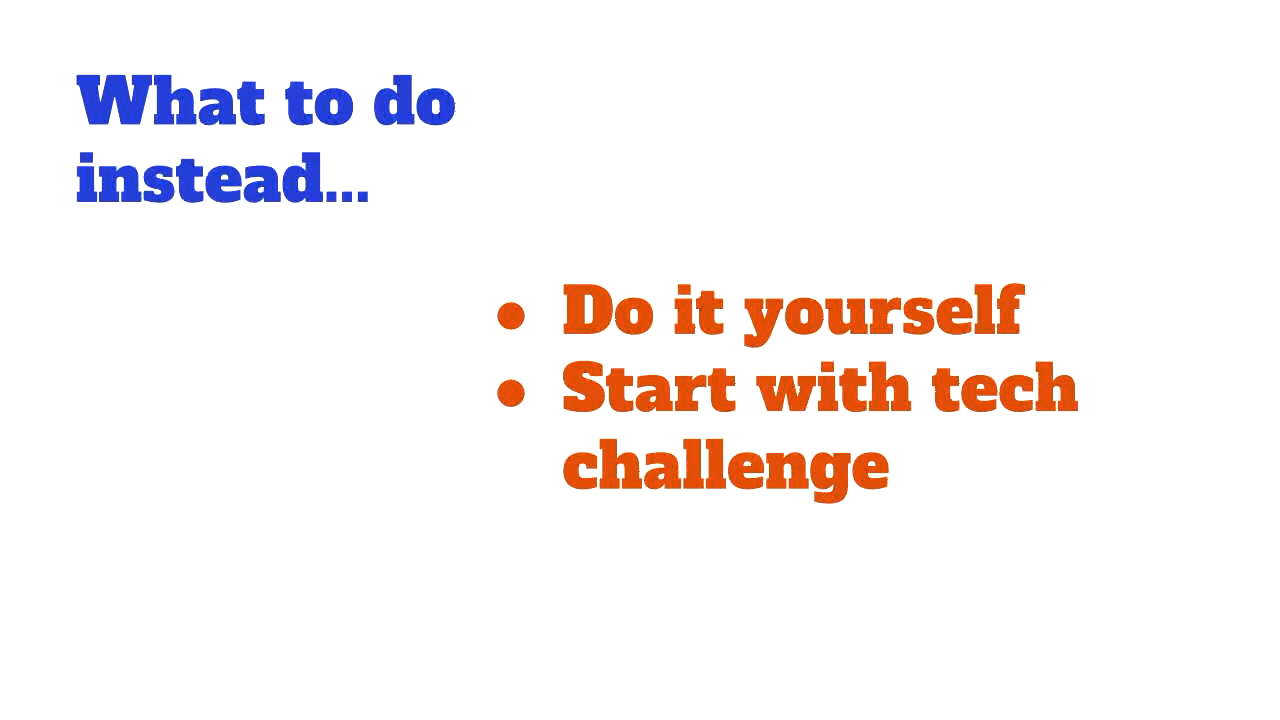 What to do
instead...
● Do it yourself
● Start with tech
challenge